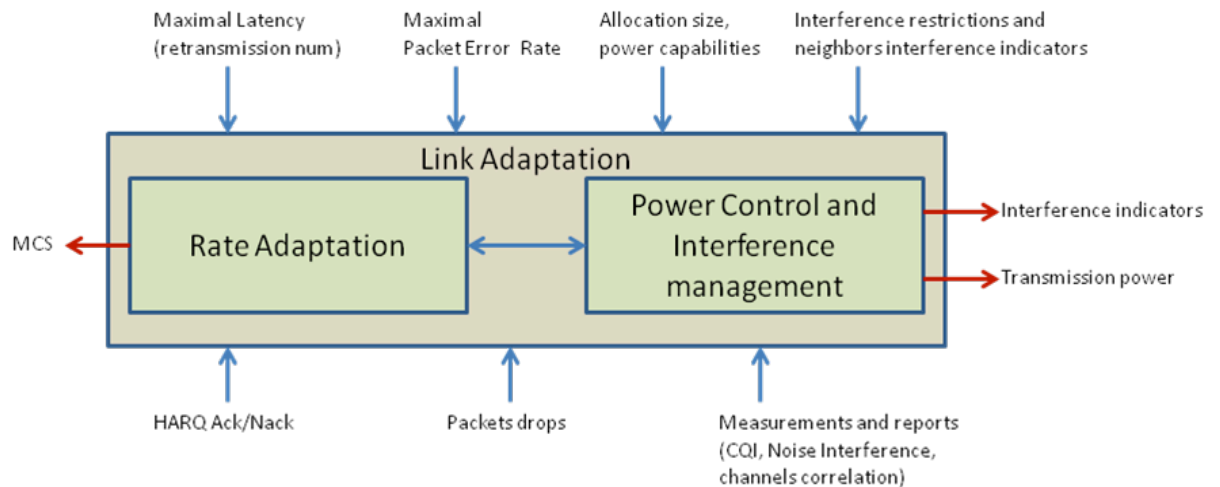 Maximal Latency
(retransmission num)
Maximal
Packet Error Rate
Allocation size,
power capabilities
Interference restrictions and
neighbors interference indicators
Link Adaptation
Rate Adaptation
Power Control and
Interference
management
MCS
Interference indicators
Transmission power
HARQ Ack/Nack
Packets drops
Measurements and reports
(CQI, Noise Interference,
channels correlation)